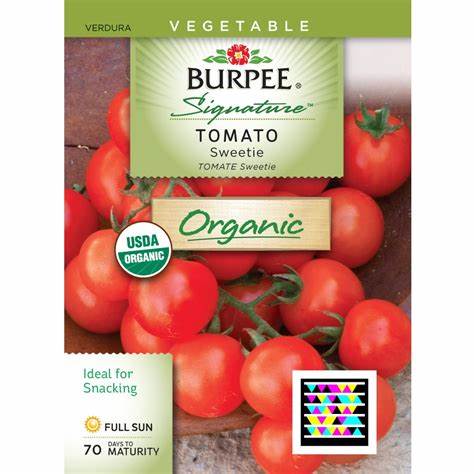 VERDURA
VEGETABLE
BURPEE®
Signature™
TOMATO
Sweetie
TOMATE Sweetie
Organic
USDA
ORGANIC
Ideal for
Snacking
FULL SUN
70 DAYS TO
MATURITY